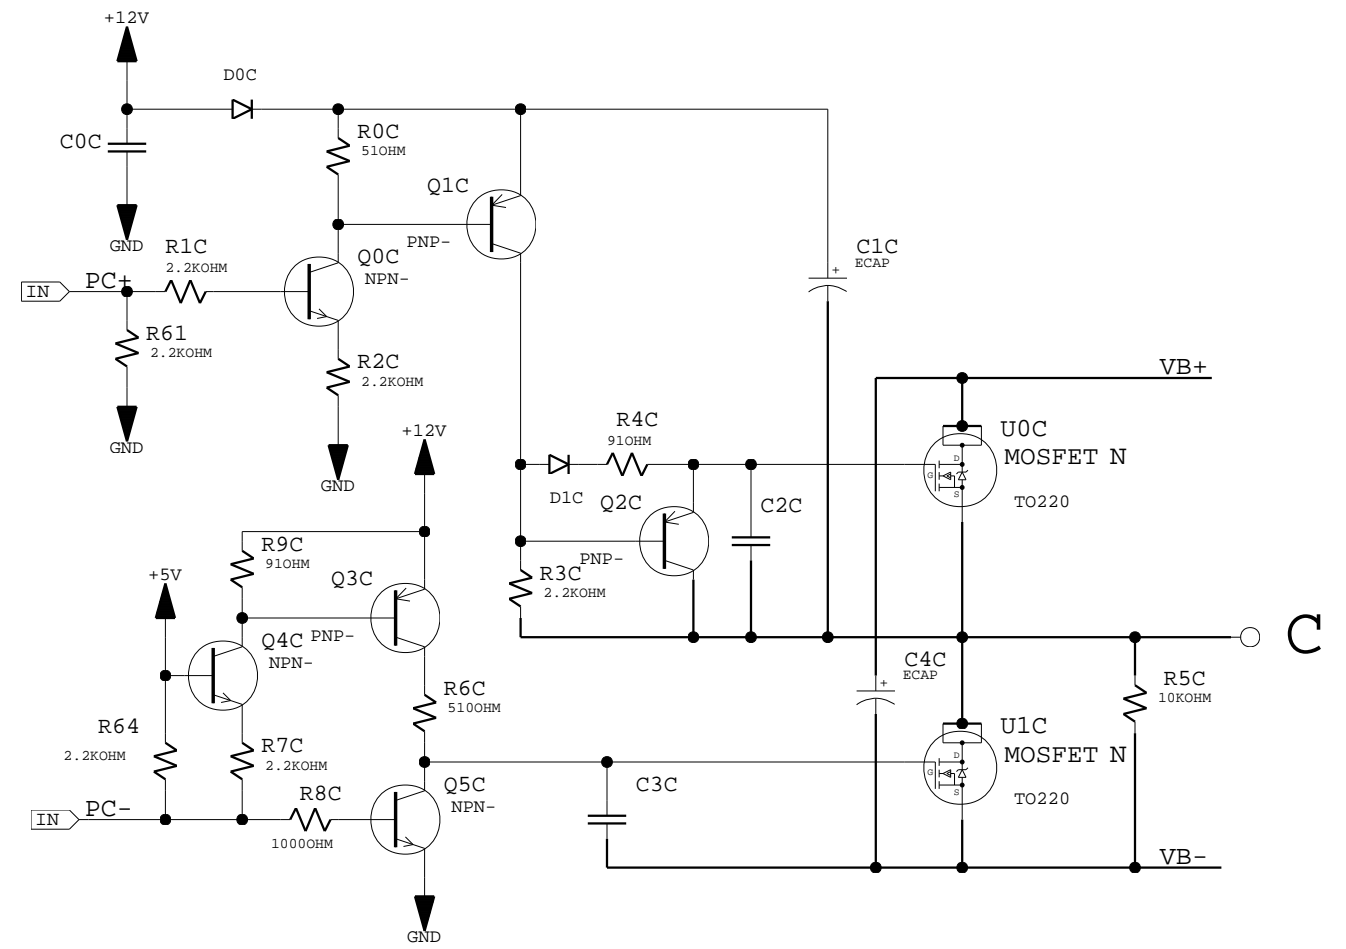 +12V
D0C
C0C
R0C
51OHM
Q1C
PNP-
GND
R1C
2.2KOHM
Q0C
NPN-
C1C
+
ECAP
IN
PC+
R61
2.2KOHM
R2C
2.2KOHM
VB+
GND
GND
+12V
R4C
91OHM
U0C
MOSFET N
D
G
S
TO220
D1C
Q2C
C2C
PNP-
R9C
91OHM
+5V
Q3C
R3C
2.2KOHM
Q4C
PNP-
NPN-
C
C4C
+
ECAP
R6C
51OOHM
R5C
10KOHM
R64
2.2KOHM
R7C
2.2KOHM
U1C
MOSFET N
D
G
S
TO220
Q5C
NPN-
C3C
IN
PC-
R8C
100OOHM
VB-
GND